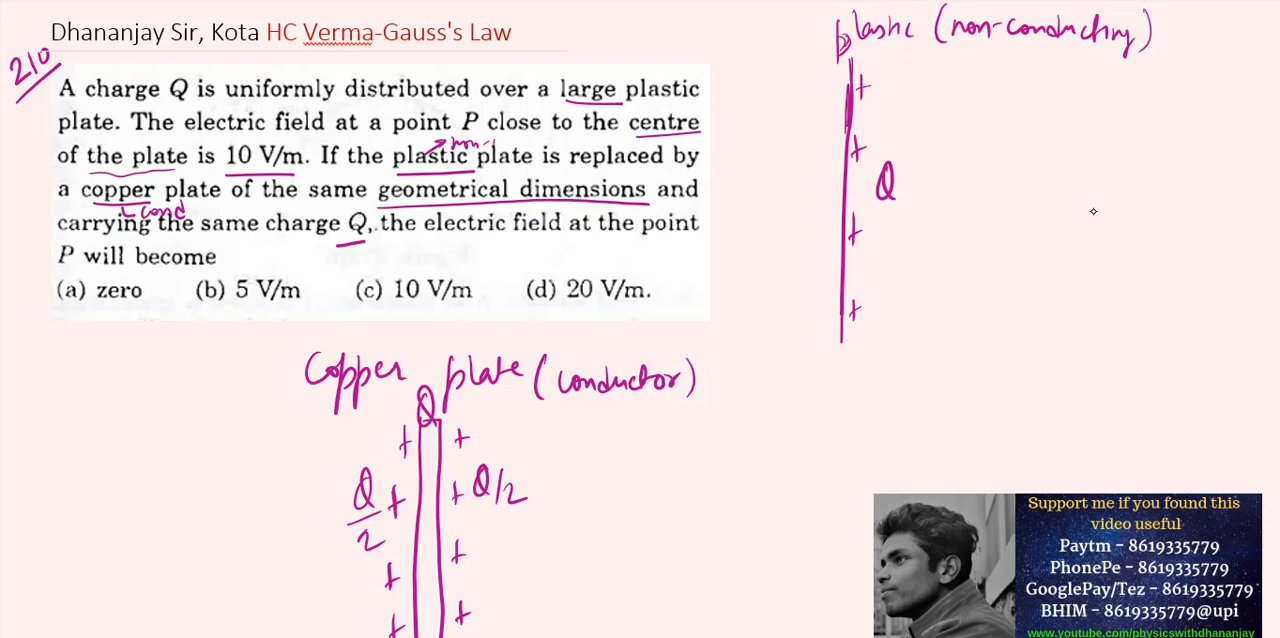 Dhananjay Sir, Kota HC Verma-Gauss's Law
plastic (non-conducting)
210
A charge Q is uniformly distributed over a large plastic
plate. The electric field at a point P close to the centre
non-
of the plate is 10 V/m. If the plastic plate is replaced by
a copper plate of the same geometrical dimensions and
cond
carrying the same charge Q, the electric field at the point
P will become
(a) zero (b) 5 V/m (c) 10 V/m (d) 20 V/m.
+
+
Q
+
+
Copper plate (conductor)
Q
+ +
Q/2 + + Q/2
+ +
+ +
Support me if you found this
video useful
Paytm - 8619335779
PhonePe - 8619335779
GooglePay/Tez - 8619335779
BHIM - 8619335779@upi
www.youtube.com/physicswithdhananjay